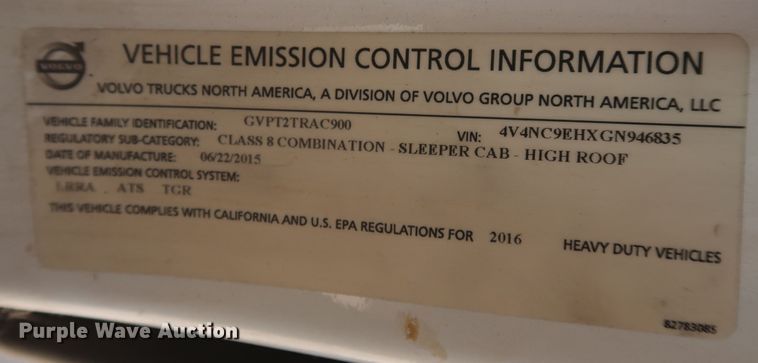 VOLVO
VEHICLE EMISSION CONTROL INFORMATION
VOLVO TRUCKS NORTH AMERICA, A DIVISION OF VOLVO GROUP NORTH AMERICA, LLC
VEHICLE FAMILY IDENTIFICATION: GVPT2TRAC900 VIN: 4V4NC9EHXGN946835
REGULATORY SUB-CATEGORY: CLASS 8 COMBINATION - SLEEPER CAB - HIGH ROOF
DATE OF MANUFACTURE: 06/22/2015
VEHICLE EMISSION CONTROL SYSTEM:
LRRA, ATS TGR
THIS VEHICLE COMPLIES WITH CALIFORNIA AND U.S. EPA REGULATIONS FOR 2016 HEAVY DUTY VEHICLES
82783085
Purple Wave Auction